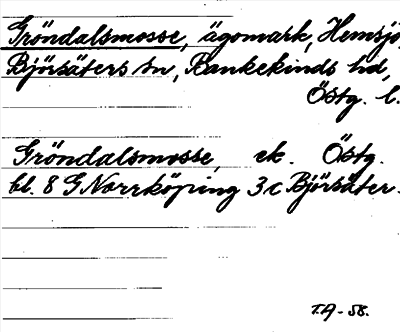 Gröndalsmosse, ägomark, Hemsjö,
Björsäters sn, Bankekinds hd,
Östg. l.
Gröndalsmosse, ek. Östg.
bl. 8 G Norrköping 3 c Björsäter.
T.A - 58.